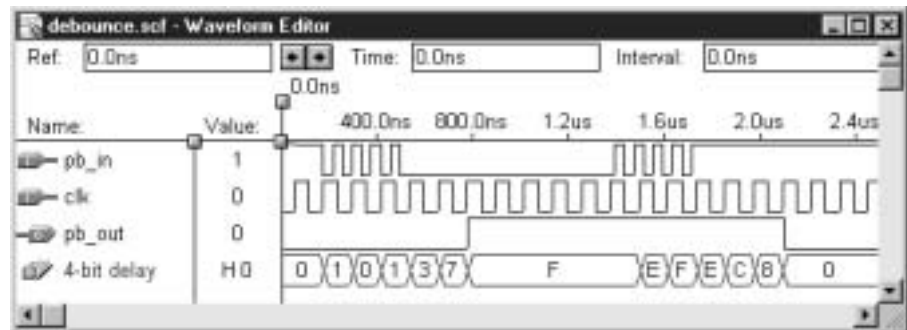 debounce.scf - Waveform Editor
Ref: 0.0ns Time: 0.0ns Interval: 0.0ns
0.0ns
Name: Value: 400.0ns 800.0ns 1.2us 1.6us 2.0us 2.4us
pb_in 1
clk 0
pb_out 0
4-bit delay H 0 0 1 0 1 3 7 F E F E C 8 0